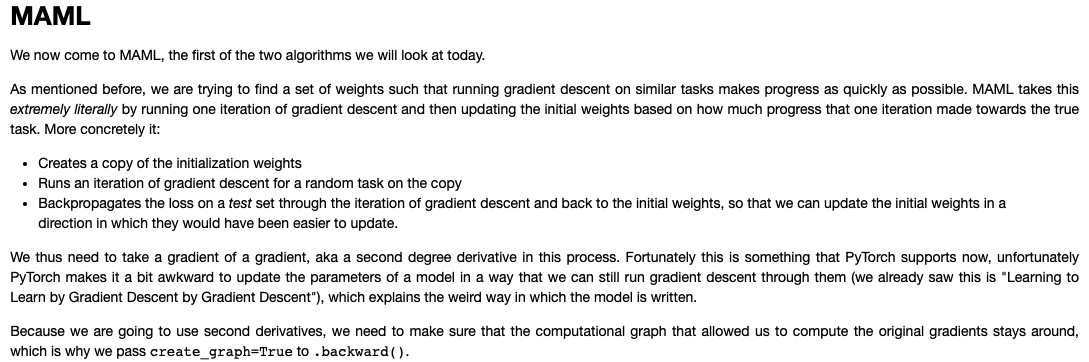 MAML
We now come to MAML, the first of the two algorithms we will look at today.
As mentioned before, we are trying to find a set of weights such that running gradient descent on similar tasks makes progress as quickly as possible. MAML takes this
extremely literally by running one iteration of gradient descent and then updating the initial weights based on how much progress that one iteration made towards the true
task. More concretely it:
• Creates a copy of the initialization weights
• Runs an iteration of gradient descent for a random task on the copy
• Backpropagates the loss on a test set through the iteration of gradient descent and back to the initial weights, so that we can update the initial weights in a
direction in which they would have been easier to update.
We thus need to take a gradient of a gradient, aka a second degree derivative in this process. Fortunately this is something that PyTorch supports now, unfortunately
PyTorch makes it a bit awkward to update the parameters of a model in a way that we can still run gradient descent through them (we already saw this is "Learning to
Learn by Gradient Descent by Gradient Descent"), which explains the weird way in which the model is written.
Because we are going to use second derivatives, we need to make sure that the computational graph that allowed us to compute the original gradients stays around,
which is why we pass create_graph=True to .backward().